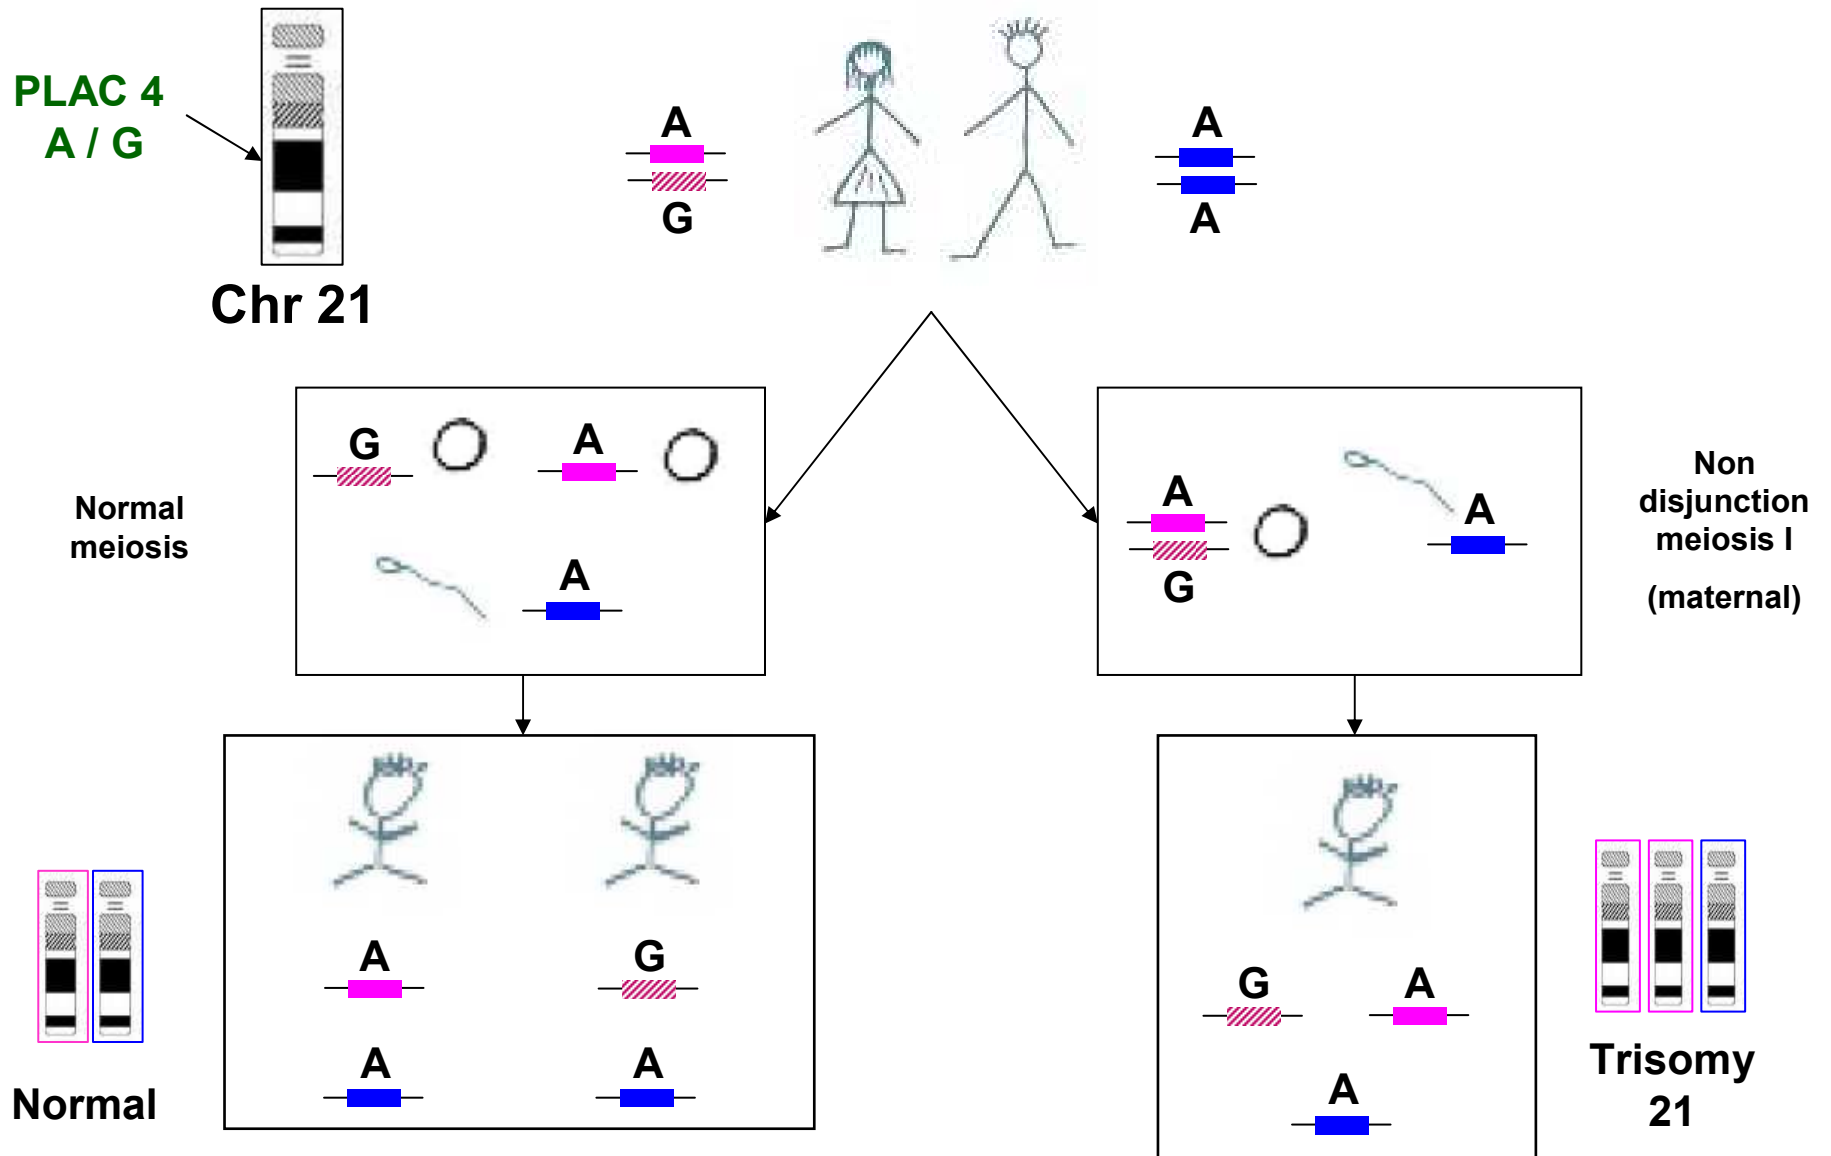 PLAC 4
A / G
Chr 21
A
G
A
A
Normal
meiosis
G
A
A
A
G
A
Non
disjunction
meiosis I
(maternal)
Normal
A
G
A
A
G
A
A
Trisomy
21